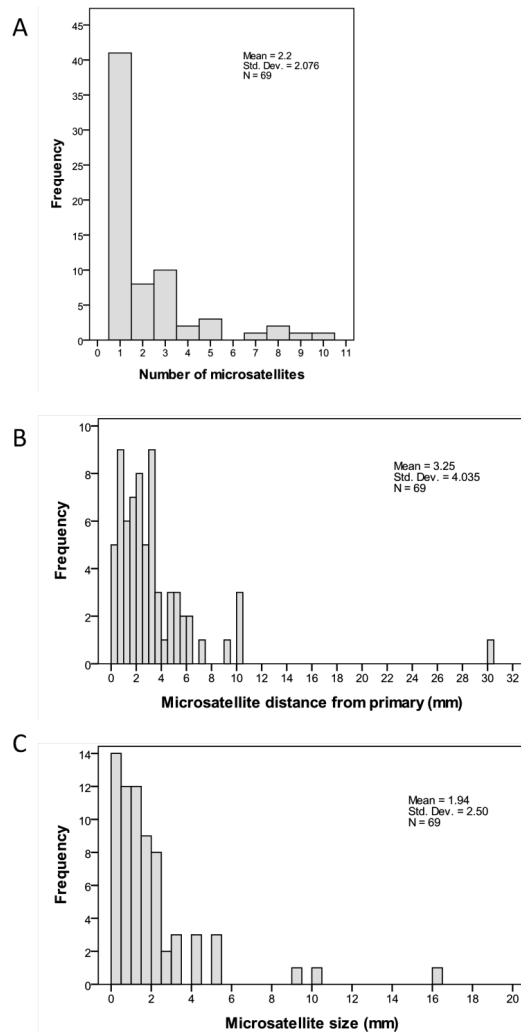 A
45
40
35
30
25
20
15
10
5
0
Frequency
Mean = 2.2
Std. Dev. = 2.076
N = 69
0 1 2 3 4 5 6 7 8 9 10 11
Number of microsatellites
B
10
8
6
4
2
0
Frequency
Mean = 3.25
Std. Dev. = 4.035
N = 69
0 2 4 6 8 10 12 14 16 18 20 22 24 26 28 30 32
Microsatellite distance from primary (mm)
C
14
12
10
8
6
4
2
0
Frequency
Mean = 1.94
Std. Dev. = 2.50
N = 69
0 2 4 6 8 10 12 14 16 18 20
Microsatellite size (mm)